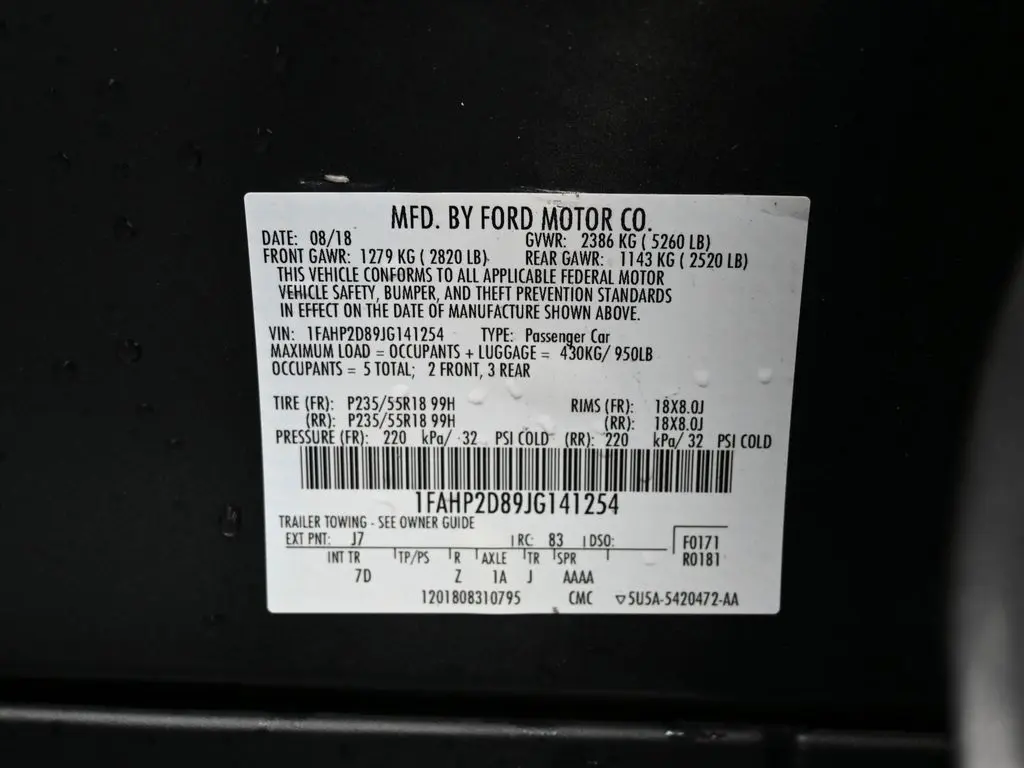 MFD. BY FORD MOTOR CO.
DATE: 08/18 GVWR: 2386 KG ( 5260 LB)
FRONT GAWR: 1279 KG ( 2820 LB) REAR GAWR: 1143 KG ( 2520 LB)
THIS VEHICLE CONFORMS TO ALL APPLICABLE FEDERAL MOTOR
VEHICLE SAFETY, BUMPER, AND THEFT PREVENTION STANDARDS
IN EFFECT ON THE DATE OF MANUFACTURE SHOWN ABOVE.
VIN: 1FAHP2D89JG141254 TYPE: Passenger Car
MAXIMUM LOAD = OCCUPANTS + LUGGAGE = 430KG/ 950LB
OCCUPANTS = 5 TOTAL; 2 FRONT, 3 REAR
TIRE (FR): P235/55R18 99H RIMS (FR): 18X8.0J
(RR): P235/55R18 99H (RR): 18X8.0J
PRESSURE (FR): 220 kPa/ 32 PSI COLD (RR): 220 kPa/ 32 PSI COLD
1FAHP2D89JG141254
TRAILER TOWING - SEE OWNER GUIDE
EXT PNT: J7 RC: 83 DSO: F0171
INT TR TP/PS R AXLE TR SPR R0181
7D Z 1A J AAAA
1201808310795 CMC ▽5U5A-5420472-AA